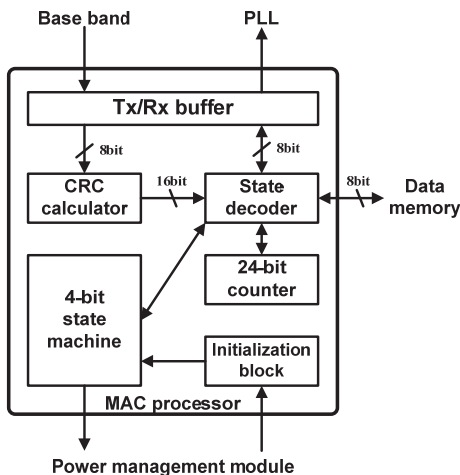 Base band
PLL
Tx/Rx buffer
8bit
8bit
CRC
calculator
16bit
State
decoder
8bit
Data
memory
24-bit
counter
4-bit
state
machine
Initialization
block
MAC processor
Power management module